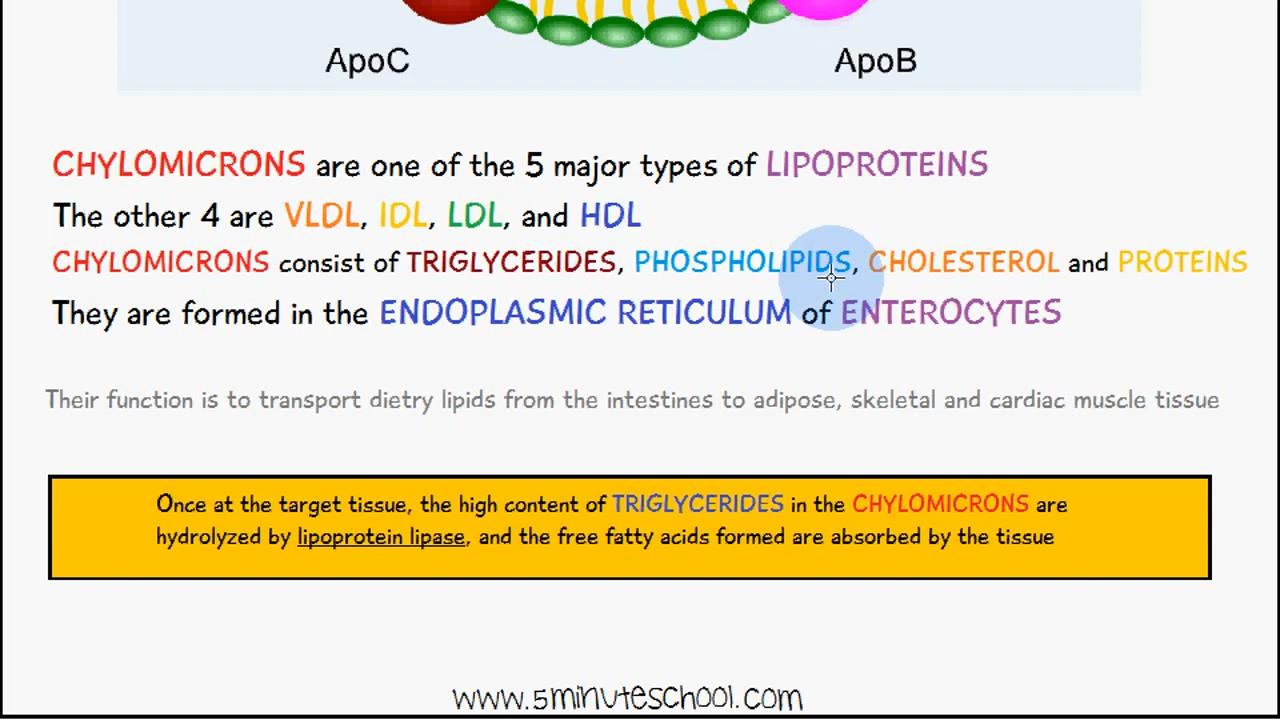 ApoC ApoB
CHYLOMICRONS are one of the 5 major types of LIPOPROTEINS
The other 4 are VLDL, IDL, LDL, and HDL
CHYLOMICRONS consist of TRIGLYCERIDES, PHOSPHOLIPIDS, CHOLESTEROL and PROTEINS
They are formed in the ENDOPLASMIC RETICULUM of ENTEROCYTES
Their function is to transport dietry lipids from the intestines to adipose, skeletal and cardiac muscle tissue
Once at the target tissue, the high content of TRIGLYCERIDES in the CHYLOMICRONS are
hydrolyzed by lipoprotein lipase, and the free fatty acids formed are absorbed by the tissue
www.5minuteschool.com